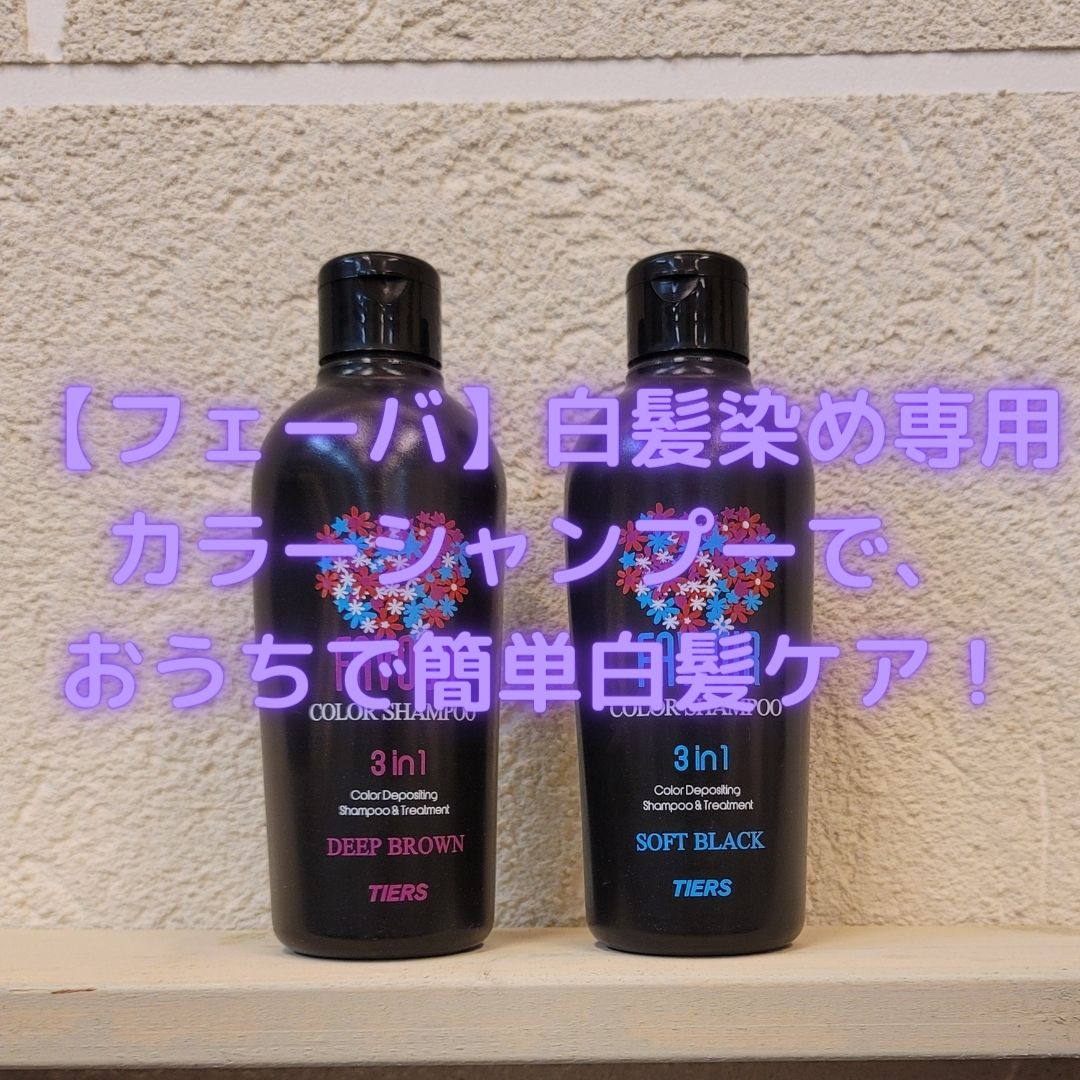 【フェーバ】白髪染め専用
カラーシャンプーで、
おうちで簡単白髪ケア！
COLOR SHAMPOO
3 in 1
Color Depositing
Shampoo & Treatment
DEEP BROWN
TIERS
COLOR SHAMPOO
3 in 1
Color Depositing
Shampoo & Treatment
SOFT BLACK
TIERS